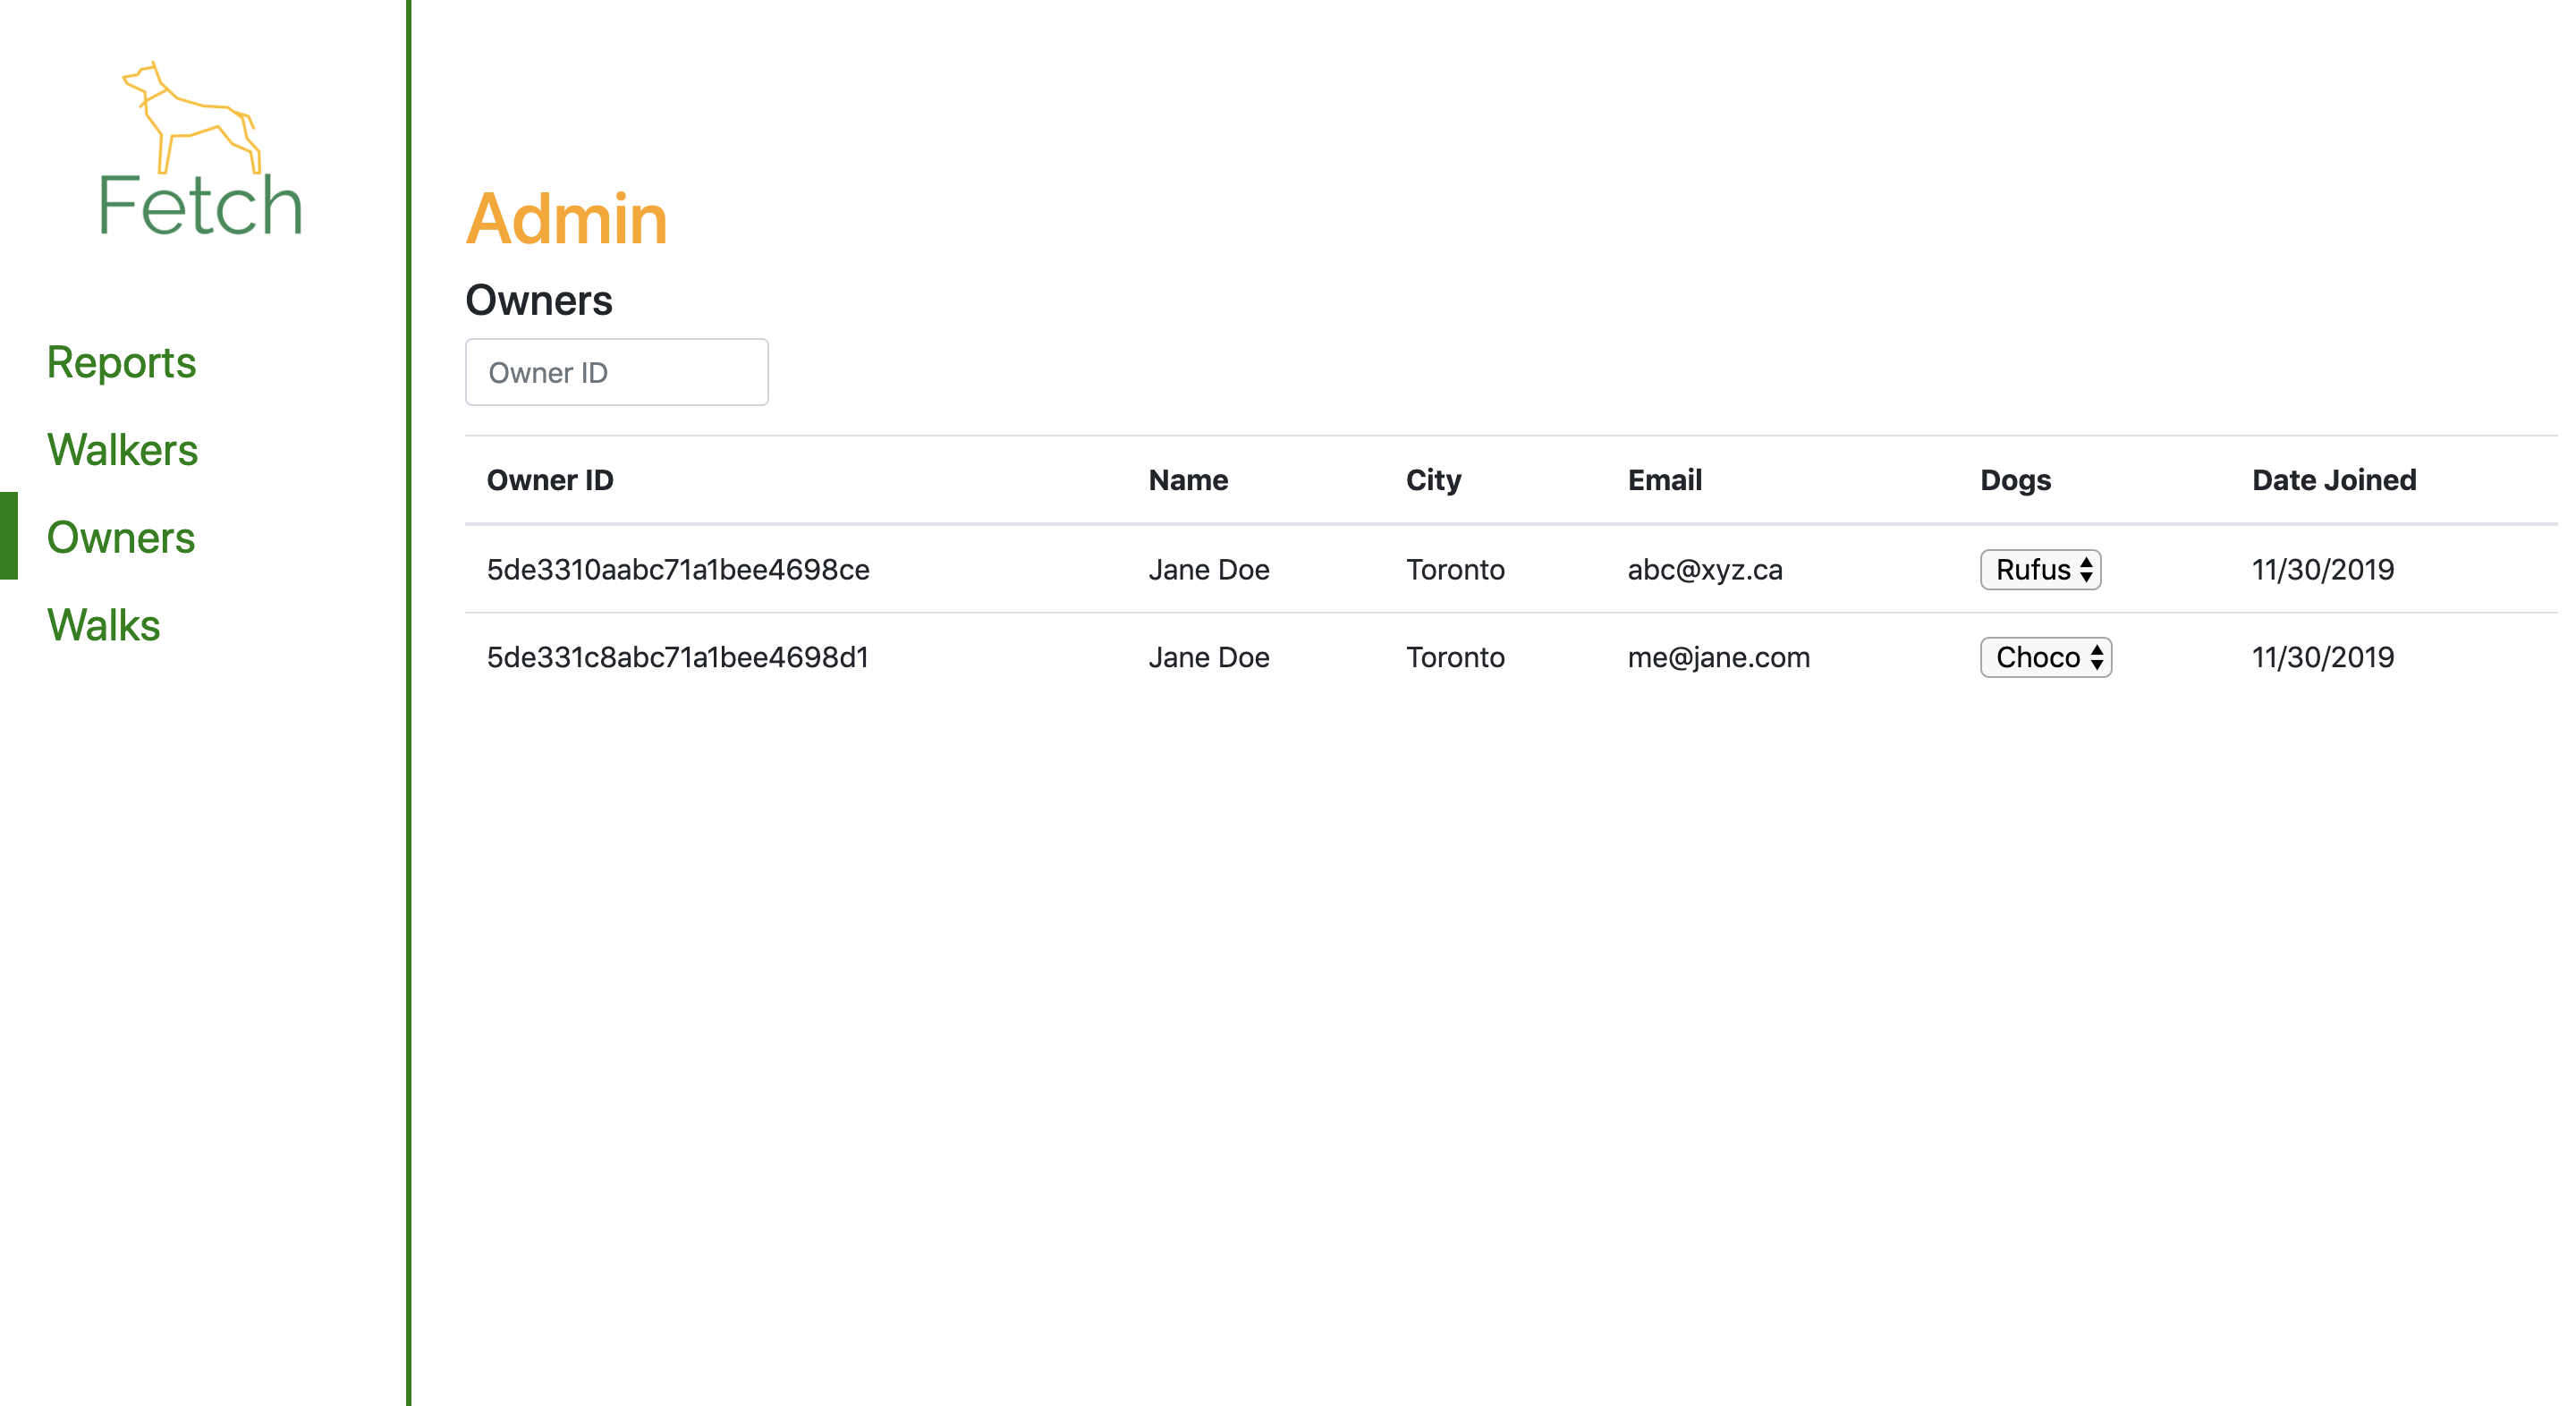 Fetch
Reports
Walkers
Owners
Walks
Admin
Owners
Owner ID
Owner ID Name City Email Dogs Date Joined
5de3310aabc71a1bee4698ce Jane Doe Toronto abc@xyz.ca Rufus 11/30/2019
5de331c8abc71a1bee4698d1 Jane Doe Toronto me@jane.com Choco 11/30/2019